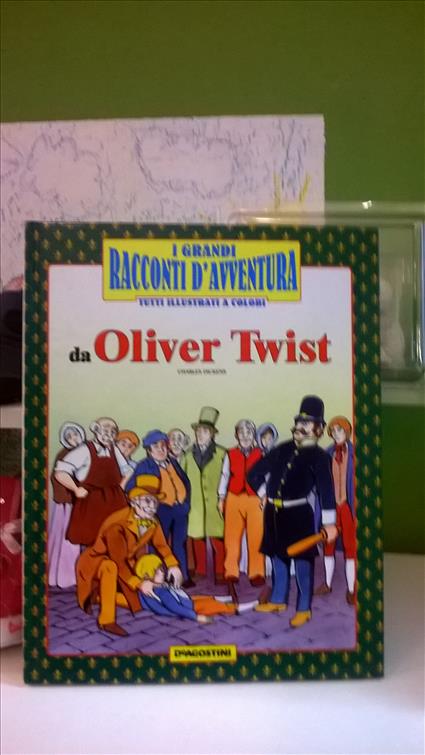 I GRANDI
RACCONTI D'AVVENTURA
TUTTI ILLUSTRATI A COLORI
da Oliver Twist
CHARLES DICKENS
DEAGOSTINI